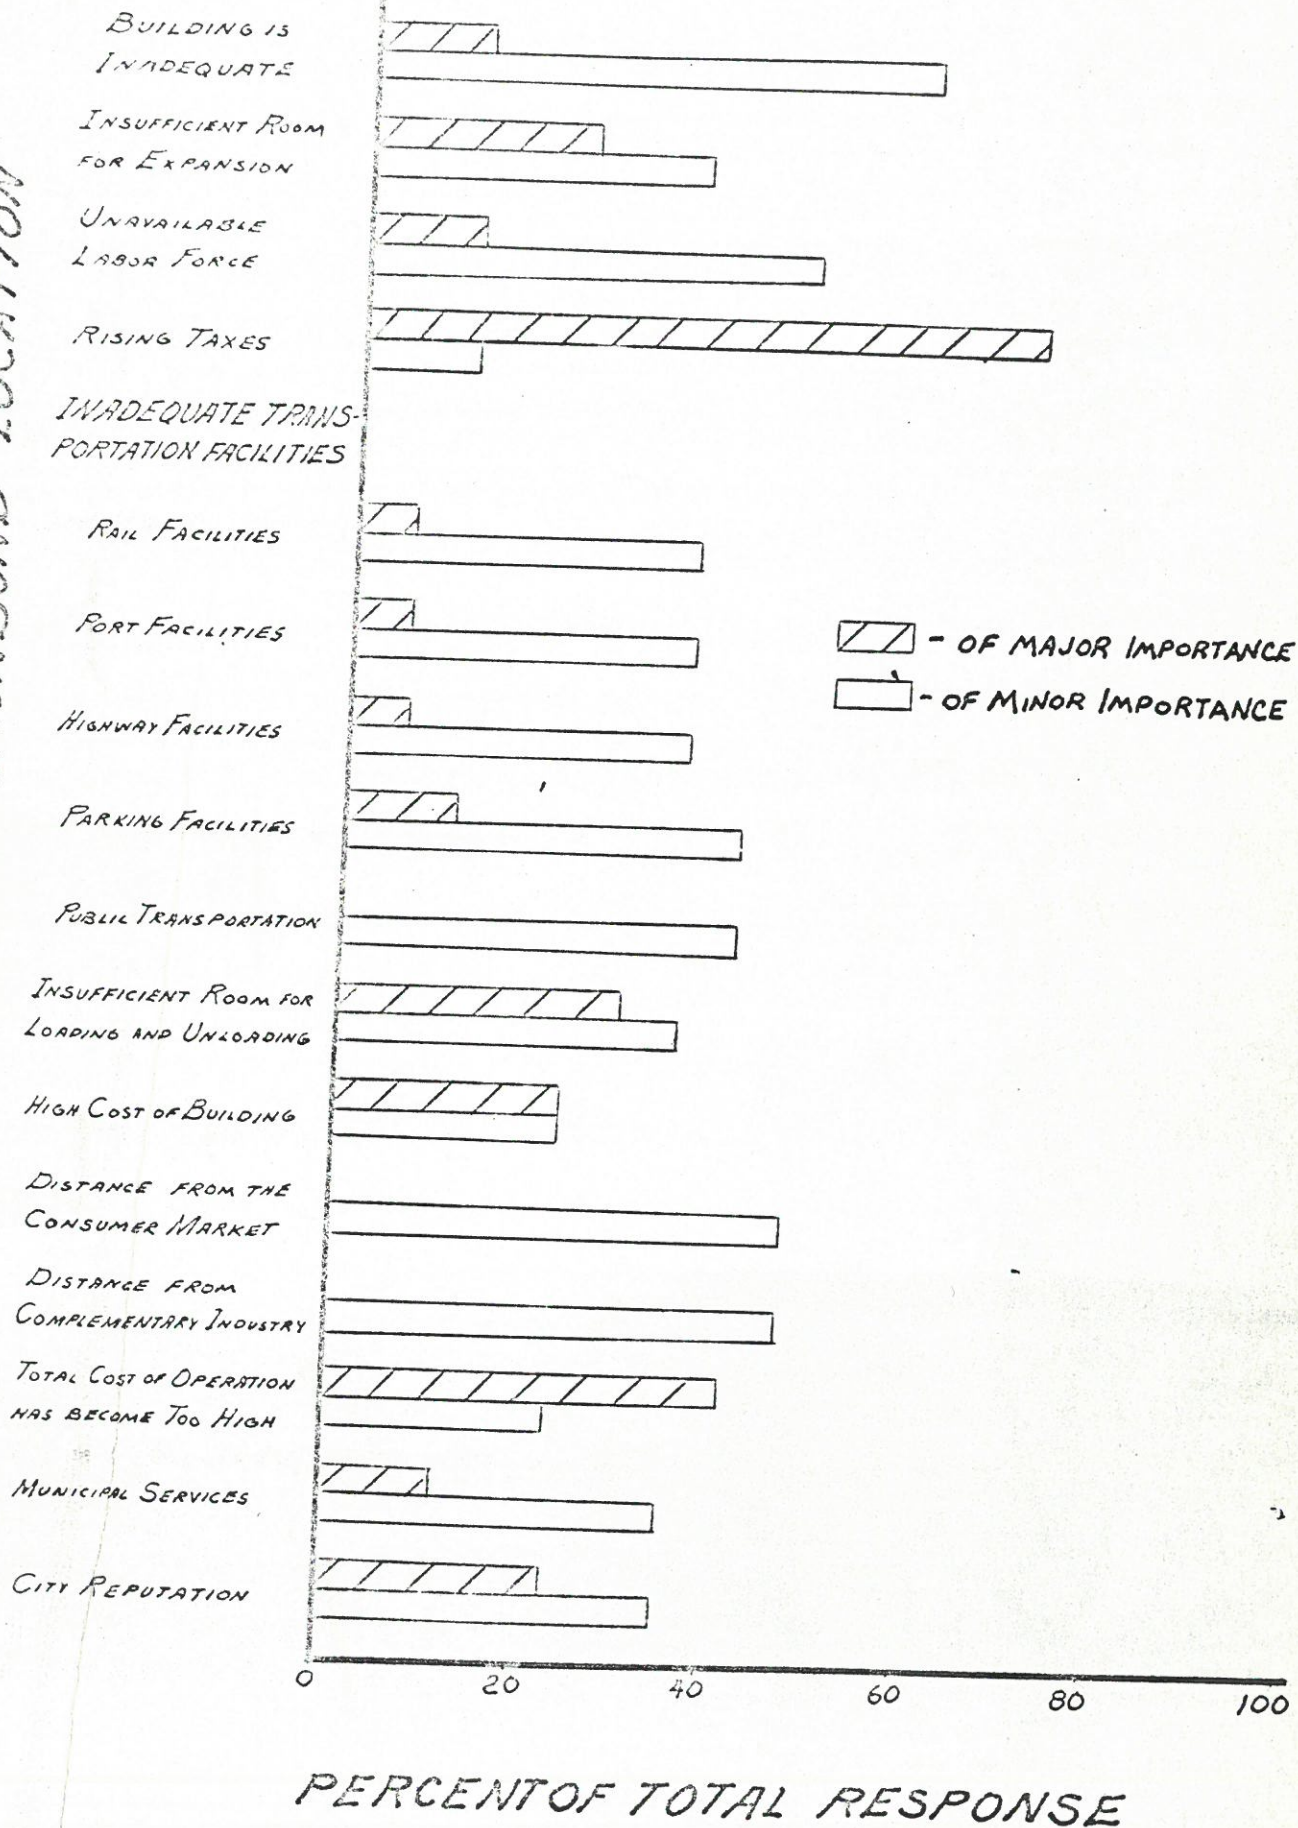 BUILDING IS
INADEQUATE
INSUFFICIENT ROOM
FOR EXPANSION
UNAVAILABLE
LABOR FORCE
RISING TAXES
INADEQUATE TRANS-
PORTATION FACILITIES
RAIL FACILITIES
PORT FACILITIES
HIGHWAY FACILITIES
PARKING FACILITIES
PUBLIC TRANSPORTATION
INSUFFICIENT ROOM FOR
LOADING AND UNLOADING
HIGH COST OF BUILDING
DISTANCE FROM THE
CONSUMER MARKET
DISTANCE FROM
COMPLEMENTARY INDUSTRY
TOTAL COST OF OPERATION
HAS BECOME TOO HIGH
MUNICIPAL SERVICES
CITY REPUTATION
LOCATION
- OF MAJOR IMPORTANCE
- OF MINOR IMPORTANCE
0 20 40 60 80 100
PERCENT OF TOTAL RESPONSE